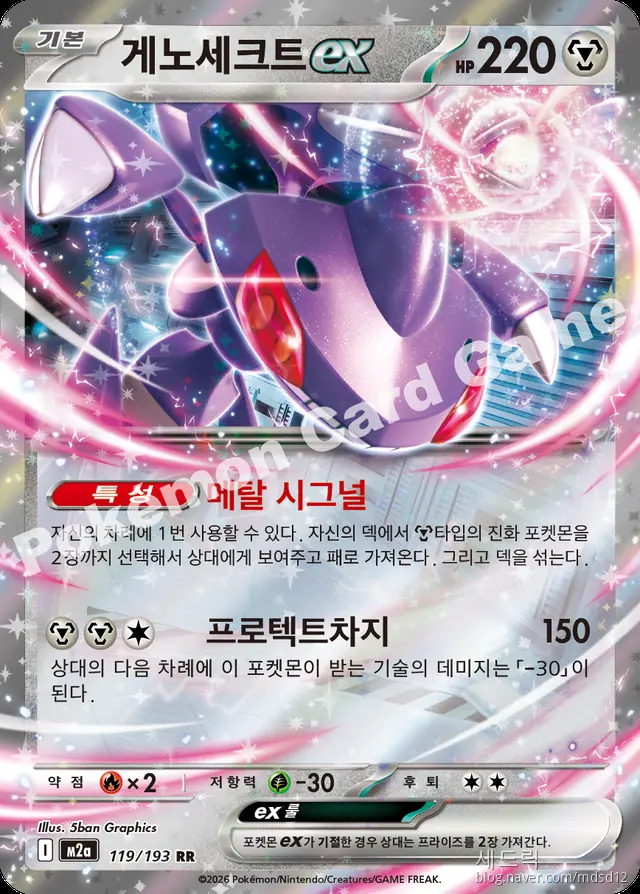 기본 게노세크트 ex HP 220
Pokémon Card Game
특성 메탈 시그널
자신의 차례에 1번 사용할 수 있다. 자신의 덱에서 타입의 진화 포켓몬을
2장까지 선택해서 상대에게 보여주고 패로 가져온다. 그리고 덱을 섞는다.
프로텍트차지 150
상대의 다음 차례에 이 포켓몬이 받는 기술의 데미지는 「-30」이
된다.
약점 ×2 저항력 -30 후퇴
ex 룰
포켓몬 ex가 기절한 경우 상대는 프라이즈를 2장 가져간다.
Illus. 5ban Graphics
I m2a 119/193 RR
©2026 Pokémon/Nintendo/Creatures/GAME FREAK.
세드릭
blog.naver.com/mdsd12